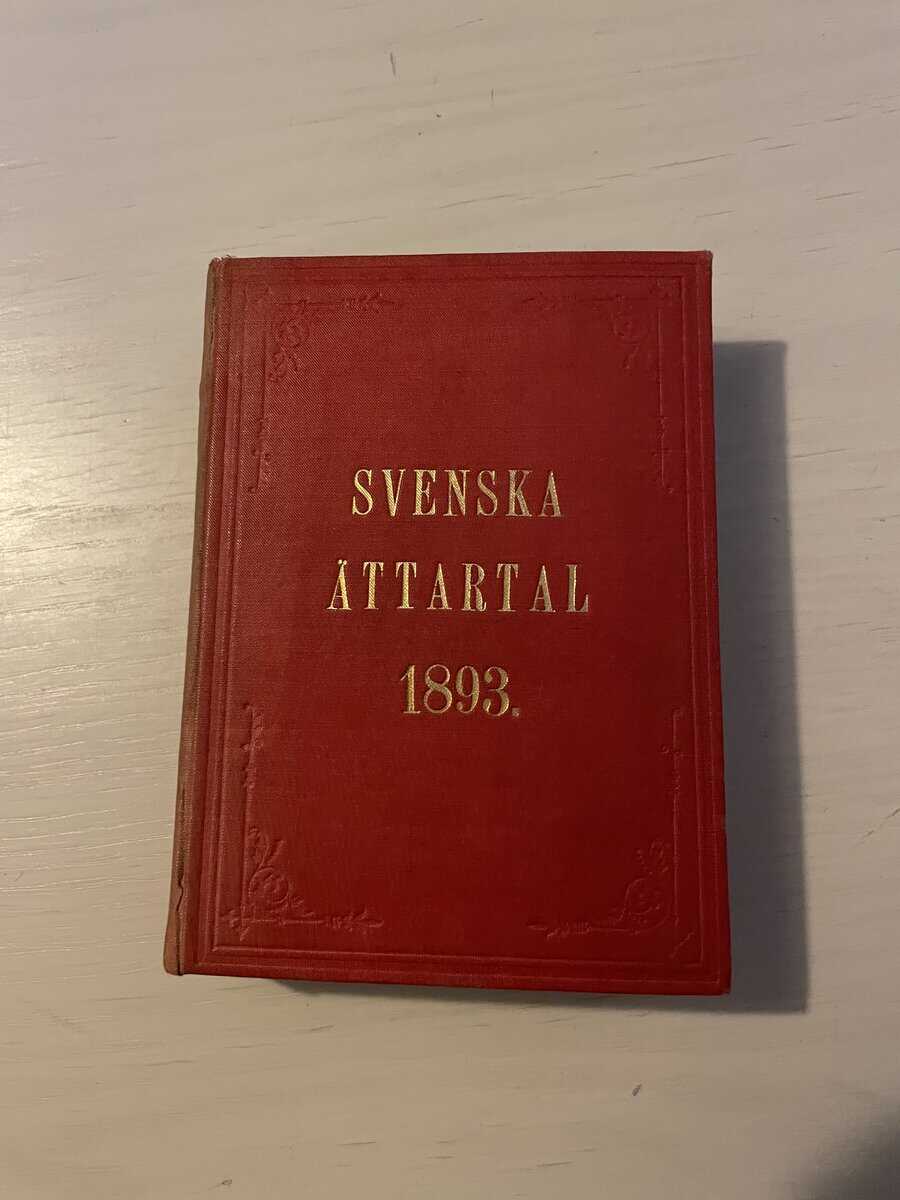 SVENSKA
ÄTTARTAL
1893.